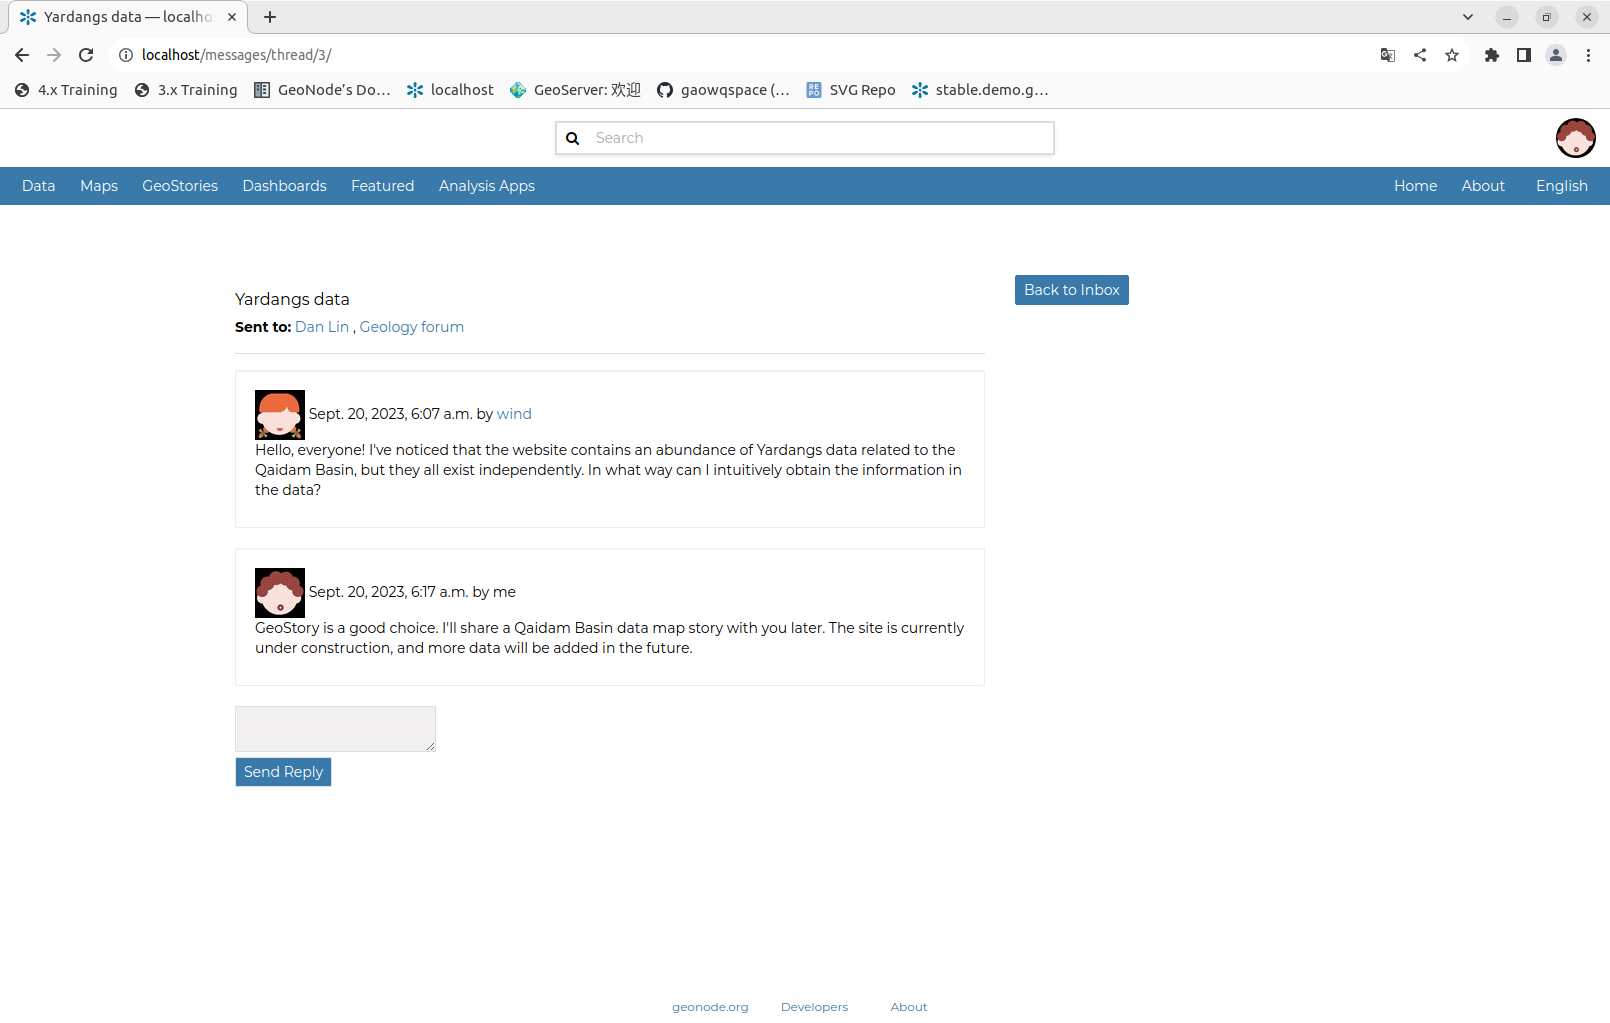 Yardangs data — localho
localhost/messages/thread/3/
4.x Training 3.x Training GeoNode's Do... localhost GeoServer: 欢迎 gaowqspace (... SVG Repo stable.demo.g...
Search
Data Maps GeoStories Dashboards Featured Analysis Apps Home About English
Back to Inbox
Yardangs data
Sent to: Dan Lin , Geology forum
Sept. 20, 2023, 6:07 a.m. by wind
Hello, everyone! I've noticed that the website contains an abundance of Yardangs data related to the
Qaidam Basin, but they all exist independently. In what way can I intuitively obtain the information in
the data?
Sept. 20, 2023, 6:17 a.m. by me
GeoStory is a good choice. I'll share a Qaidam Basin data map story with you later. The site is currently
under construction, and more data will be added in the future.
Send Reply
geonode.org Developers About